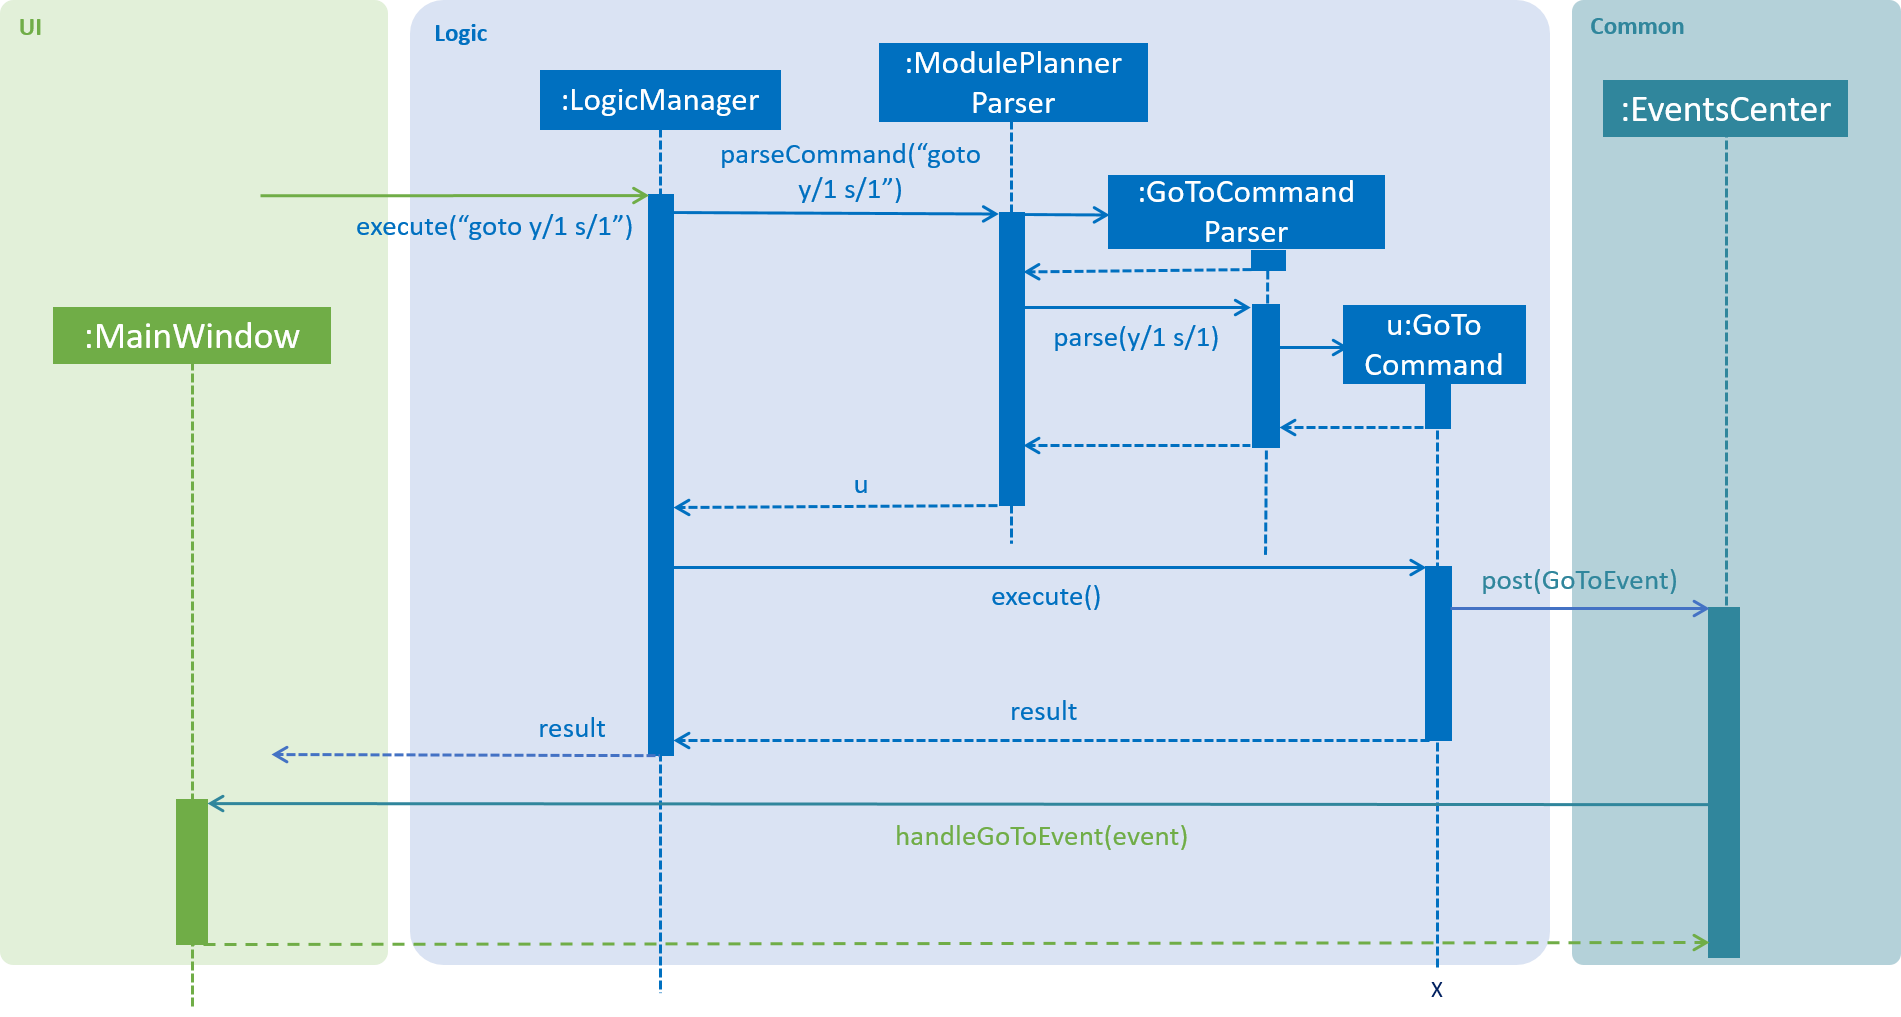 UI
Logic
Common
:ModulePlanner
Parser
:LogicManager
:EventsCenter
parseCommand(“goto
y/1 s/1”)
:GoToCommand
Parser
execute(“goto y/1 s/1”)
:MainWindow
parse(y/1 s/1)
u:GoTo
Command
u
execute()
post(GoToEvent)
result
result
handleGoToEvent(event)
X